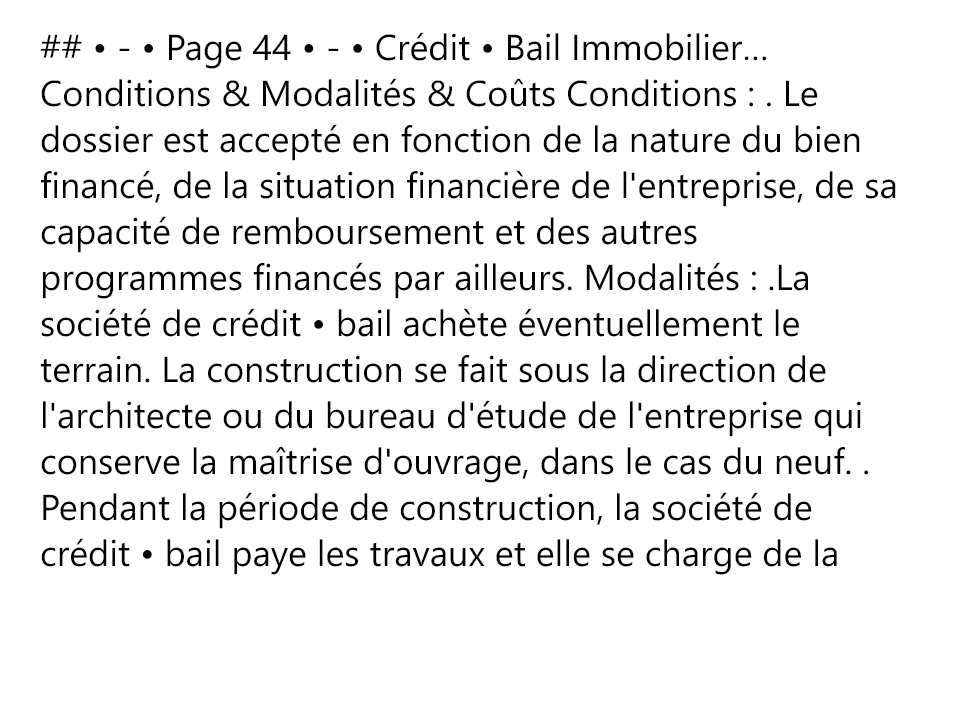 ## • - • Page 44 • - • Crédit • Bail Immobilier…
Conditions & Modalités & Coûts Conditions : . Le
dossier est accepté en fonction de la nature du bien
financé, de la situation financière de l'entreprise, de sa
capacité de remboursement et des autres
programmes financés par ailleurs. Modalités : .La
société de crédit • bail achète éventuellement le
terrain. La construction se fait sous la direction de
l'architecte ou du bureau d'étude de l'entreprise qui
conserve la maîtrise d'ouvrage, dans le cas du neuf. .
Pendant la période de construction, la société de
crédit • bail paye les travaux et elle se charge de la